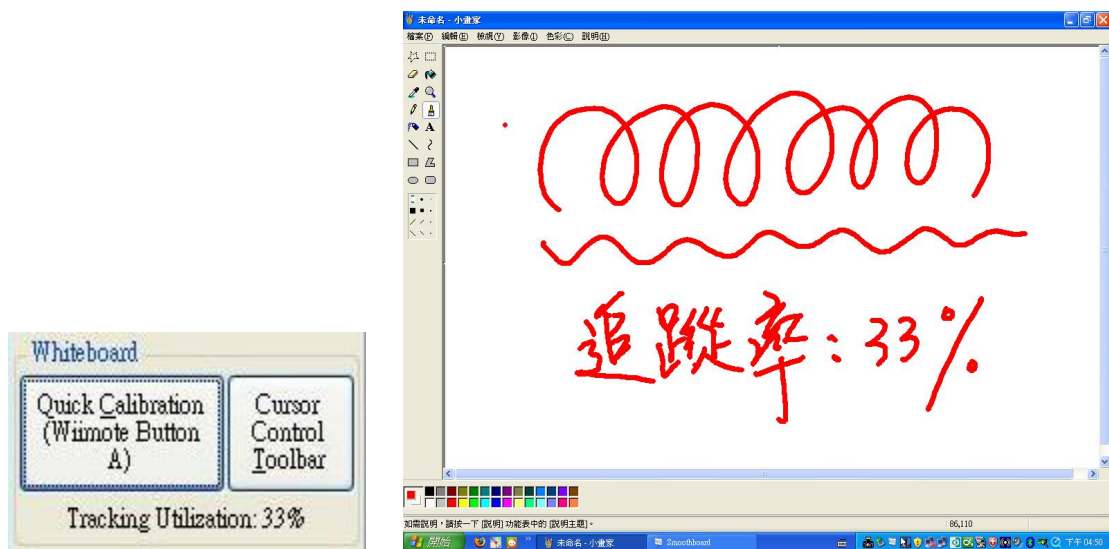 Whiteboard
Quick Calibration
(Wiimote Button
A)
Cursor
Control
Toolbar
Tracking Utilization: 33%
未命名 - 小畫家
檔案(F) 編輯(E) 檢視(V) 影像(I) 色彩(C) 說明(H)
A
追蹤率:33%
如需說明,請按一下 [說明] 功能表中的 [說明主題]。
86,110
開始
未命名 - 小畫家
Smoothboard
下午 04:50